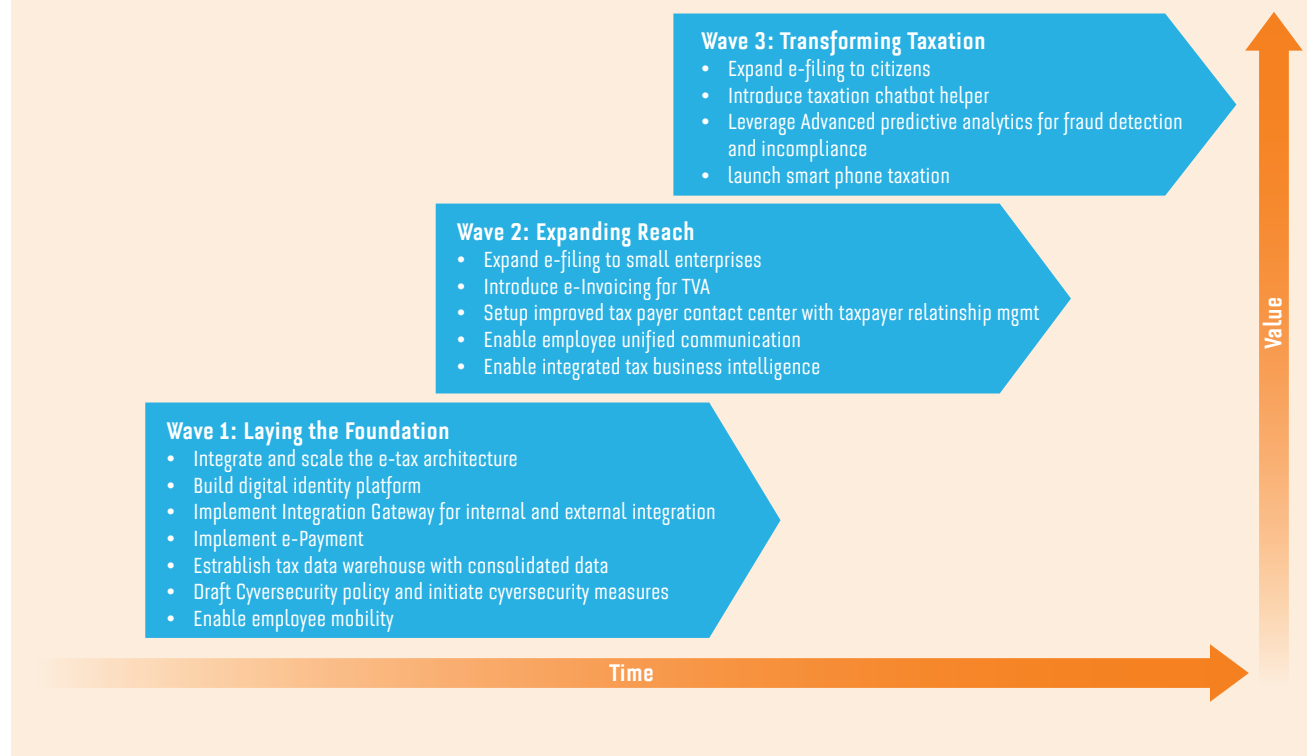 Wave 3: Transforming Taxation
• Expand e-filing to citizens
• Introduce taxation chatbot helper
• Leverage Advanced predictive analytics for fraud detection
and incompliance
• launch smart phone taxation
Wave 2: Expanding Reach
• Expand e-filing to small enterprises
• Introduce e-Invoicing for TVA
• Setup improved tax payer contact center with taxpayer relatinship mgmt
• Enable employee unified communication
• Enable integrated tax business intelligence
Value
Wave 1: Laying the Foundation
• Integrate and scale the e-tax architecture
• Build digital identity platform
• Implement Integration Gateway for internal and external integration
• Implement e-Payment
• Estrablish tax data warehouse with consolidated data
• Draft Cyversecurity policy and initiate cyversecurity measures
• Enable employee mobility
Time